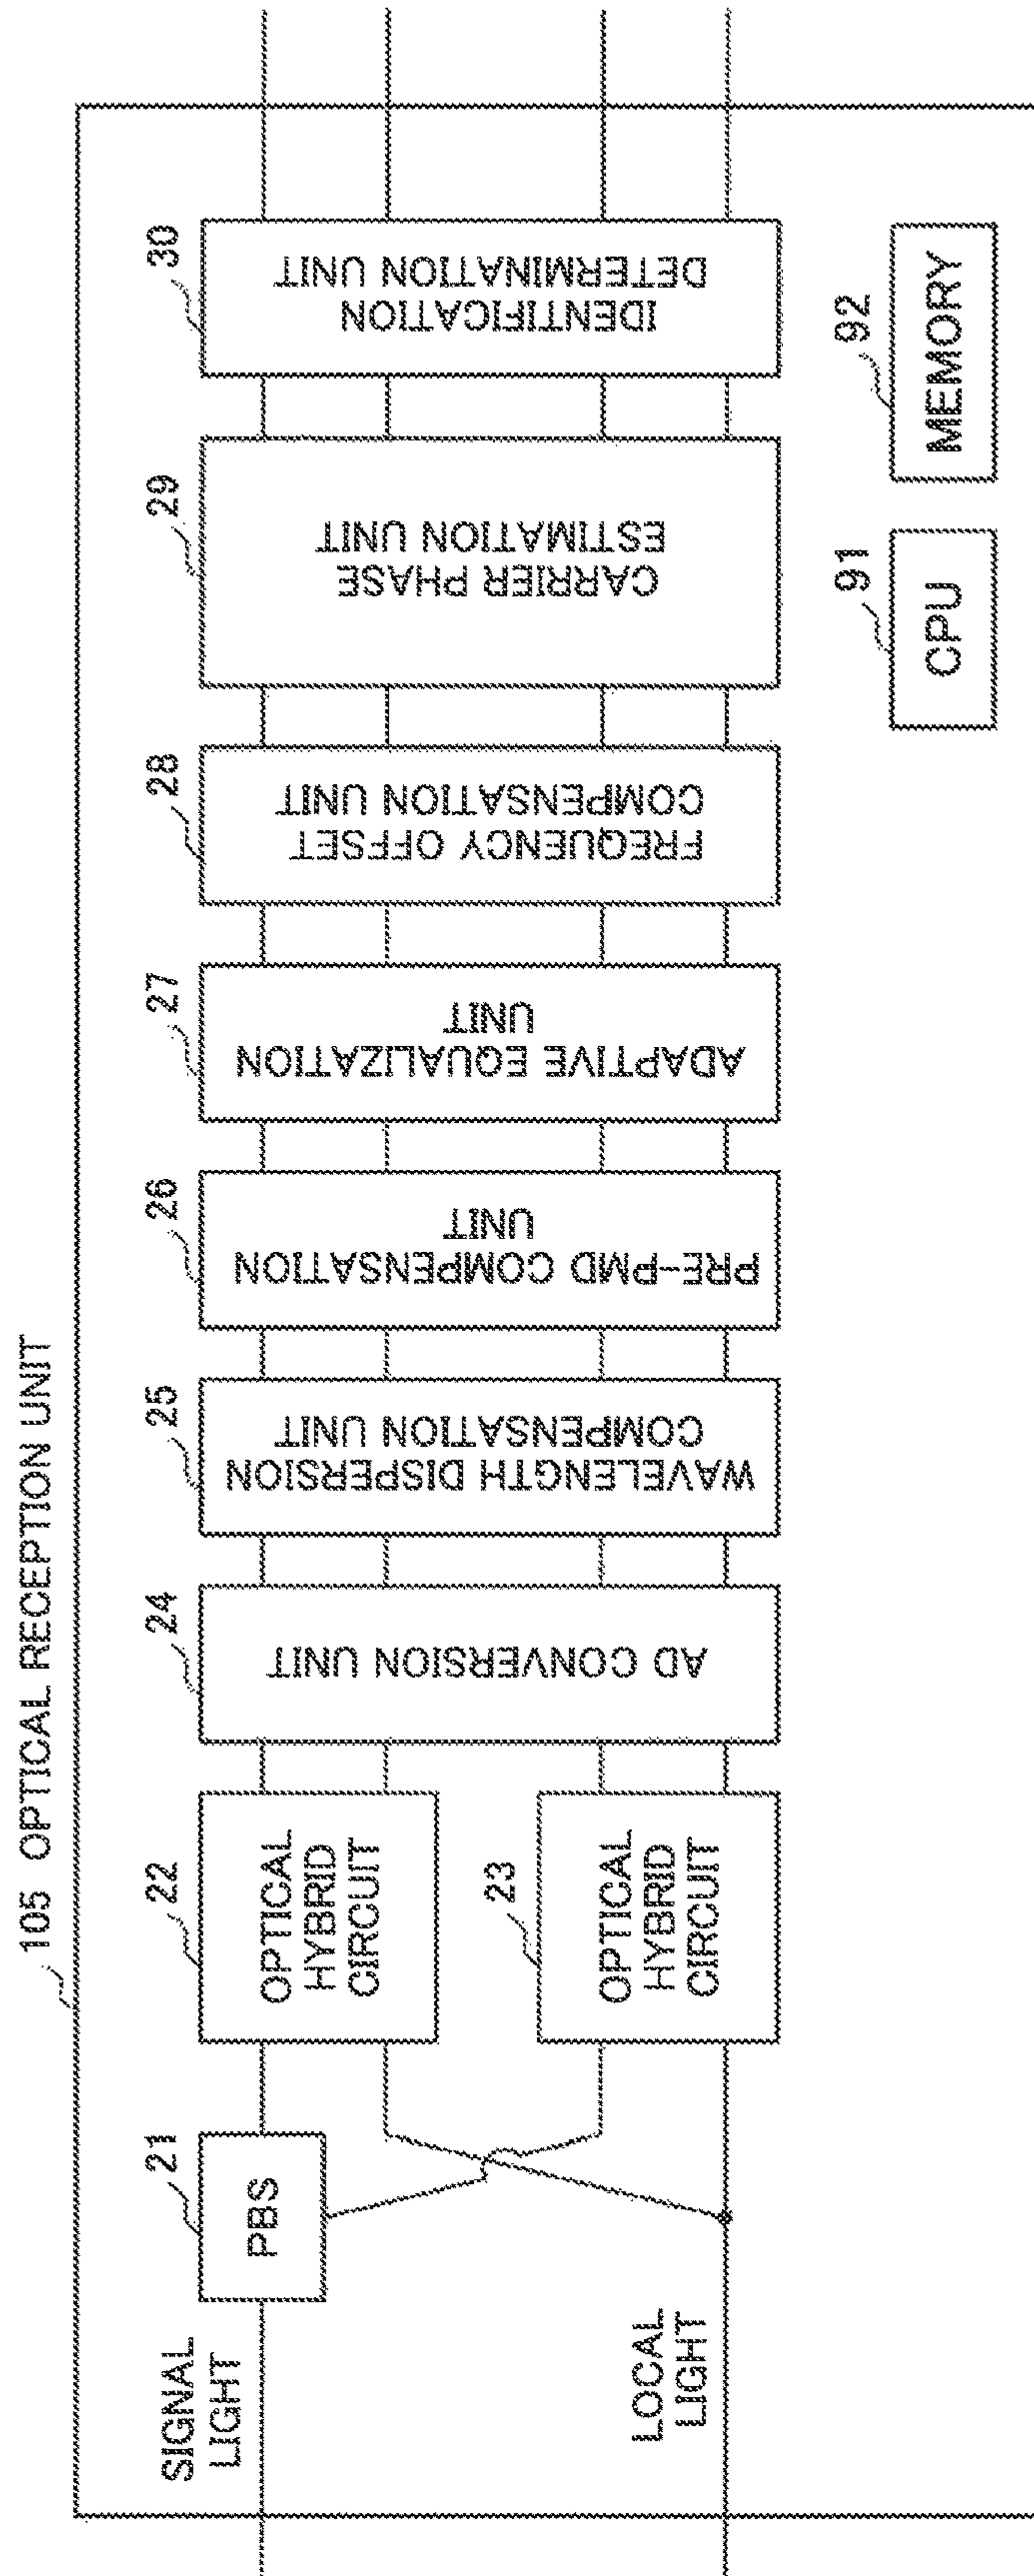 105 OPTICAL RECEPTION UNIT
SIGNAL
LIGHT
LOCAL
LIGHT
21
PBS
22
OPTICAL
HYBRID
CIRCUIT
23
OPTICAL
HYBRID
CIRCUIT
24
AD CONVERSION UNIT
25
WAVELENGTH DISPERSION
COMPENSATION UNIT
26
PRE-PMD COMPENSATION
UNIT
27
ADAPTIVE EQUALIZATION
UNIT
28
FREQUENCY OFFSET
COMPENSATION UNIT
29
CARRIER PHASE
ESTIMATION UNIT
30
IDENTIFICATION
DETERMINATION UNIT
91
CPU
92
MEMORY